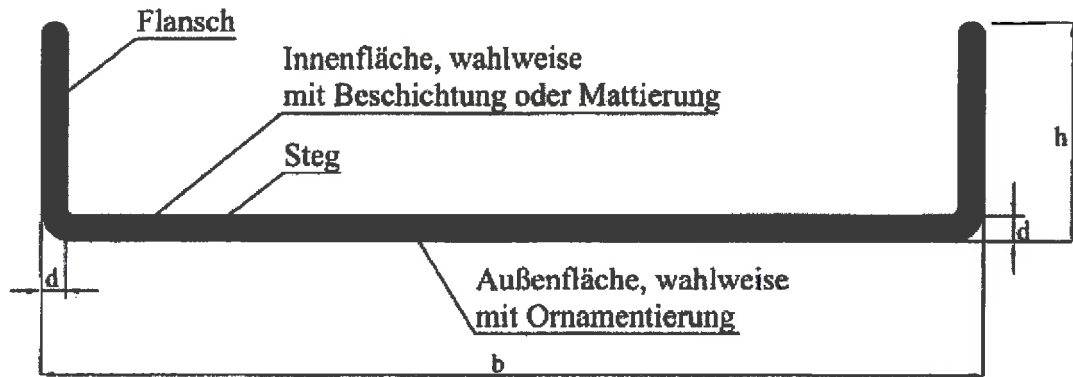 Flansch
Innenfläche, wahlweise
mit Beschichtung oder Mattierung
h
Steg
d
d
Außenfläche, wahlweise
mit Ornamentierung
b